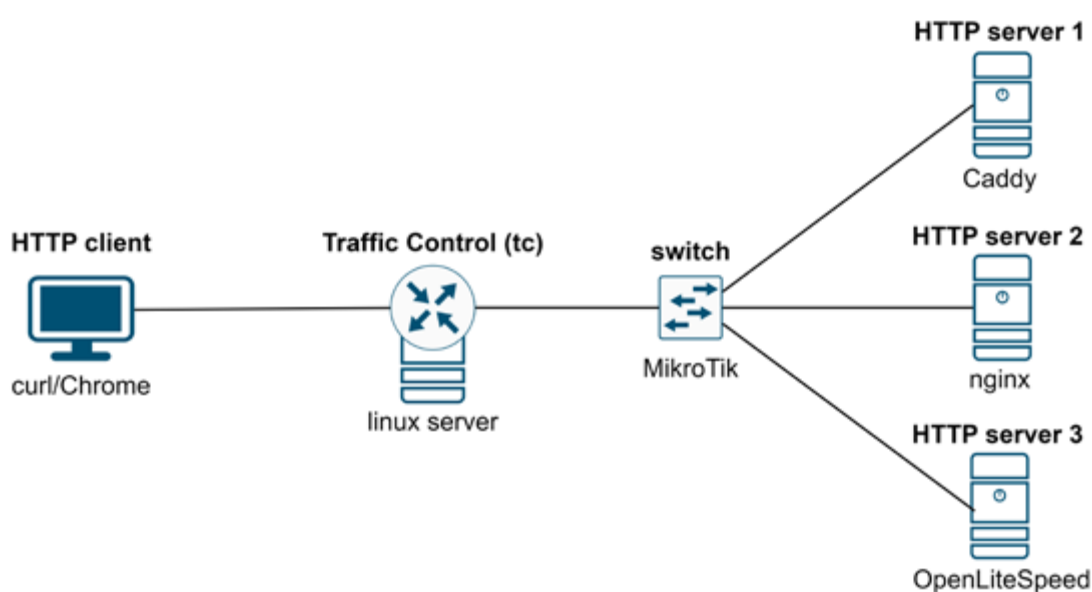 HTTP server 1
Caddy
HTTP client
curl/Chrome
Traffic Control (tc)
linux server
switch
MikroTik
HTTP server 2
nginx
HTTP server 3
OpenLiteSpeed